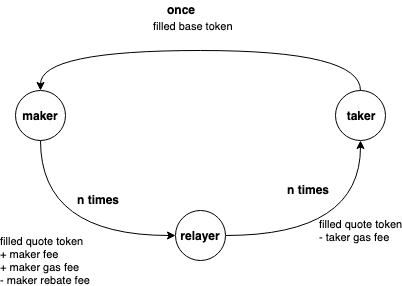 once
filled base token
maker
taker
n times
n times
relayer
filled quote token
- taker gas fee
filled quote token
+ maker fee
+ maker gas fee
- maker rebate fee